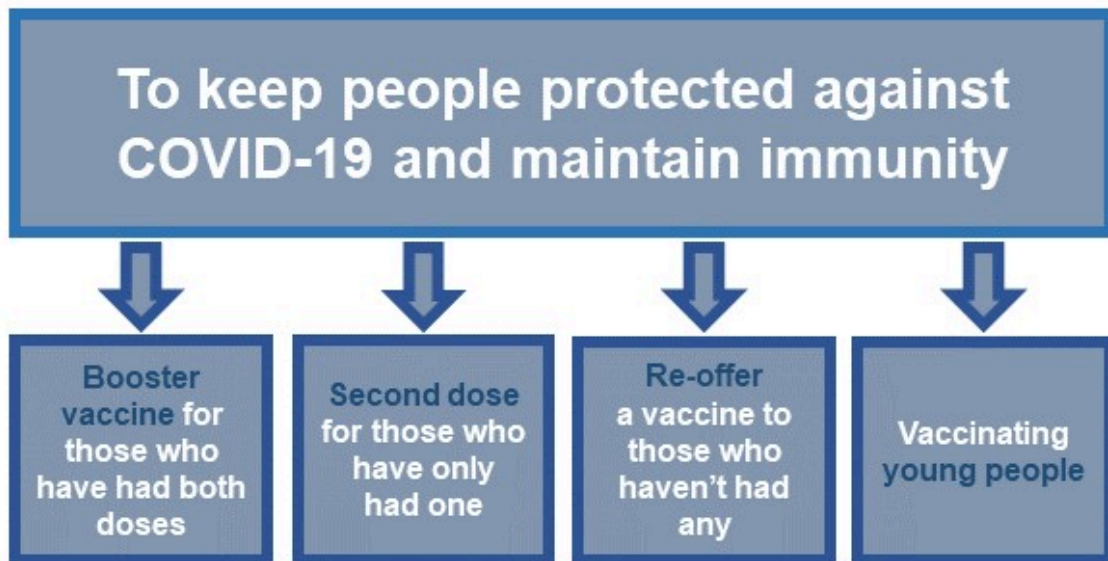 To keep people protected against
COVID-19 and maintain immunity
Booster
vaccine for
those who
have had both
doses
Second dose
for those who
have only
had one
Re-offer
a vaccine to
those who
haven't had
any
Vaccinating
young people